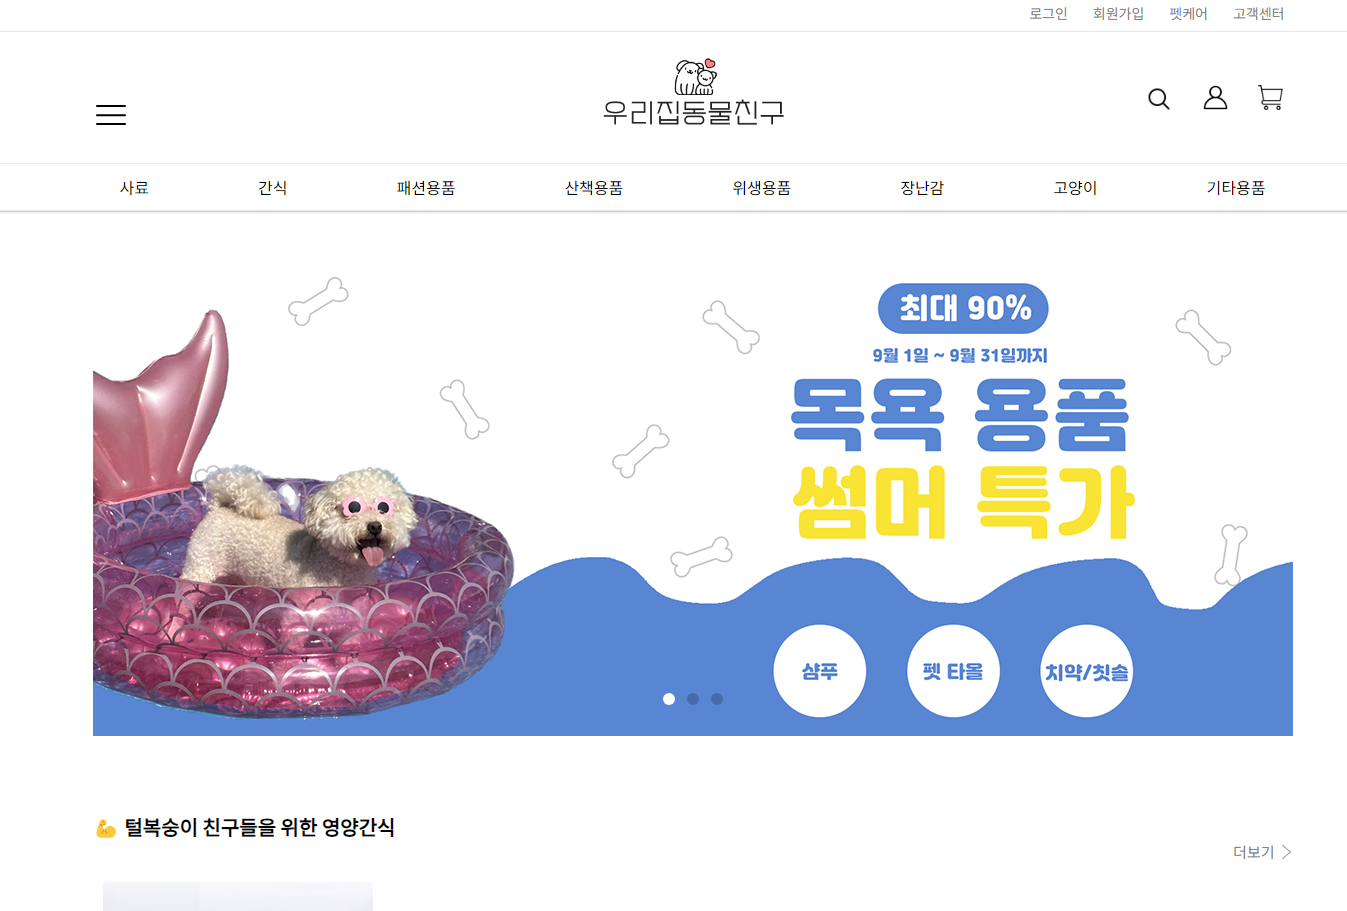 로그인 회원가입 펫케어 고객센터
우리집동물친구
사료 간식 패션용품 산책용품 위생용품 장난감 고양이 기타용품
최대 90%
9월 1일 ~ 9월 31일까지
목욕 용품
썸머 특가
샴푸 펫 타올 치약/칫솔
💪 털복숭이 친구들을 위한 영양간식
더보기